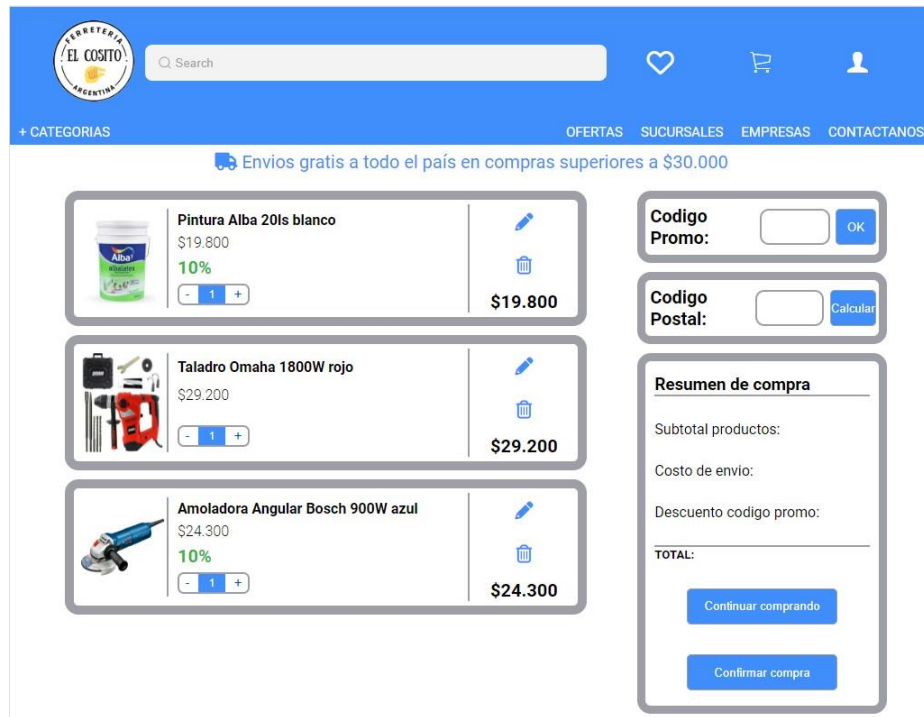 FERRETERIA
EL COSITO
ARGENTINA
Search
+ CATEGORIAS
OFERTAS SUCURSALES EMPRESAS CONTACTANOS
Envios gratis a todo el país en compras superiores a $30.000
Alba
albalatex
Pintura Alba 20ls blanco
$19.800
10%
- 1 +
$19.800
Taladro Omaha 1800W rojo
$29.200
- 1 +
$29.200
Amoladora Angular Bosch 900W azul
$24.300
10%
- 1 +
$24.300
Codigo
Promo:
OK
Codigo
Postal:
Calcular
Resumen de compra
Subtotal productos:
Costo de envio:
Descuento codigo promo:
TOTAL:
Continuar comprando
Confirmar compra